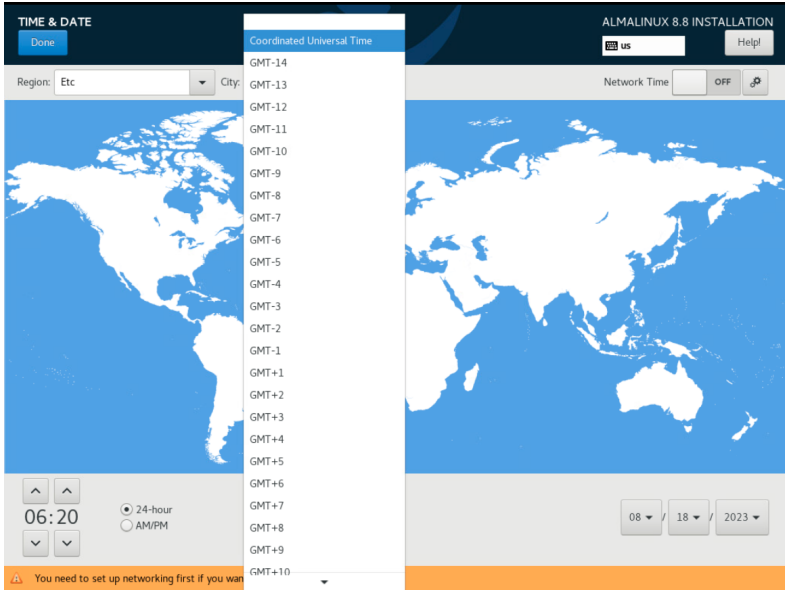 TIME & DATE
ALMALINUX 8.8 INSTALLATION
Done
us
Help!
Region: Etc
City:
Network Time
OFF
Coordinated Universal Time
GMT-14
GMT-13
GMT-12
GMT-11
GMT-10
GMT-9
GMT-8
GMT-7
GMT-6
GMT-5
GMT-4
GMT-3
GMT-2
GMT-1
GMT+1
GMT+2
GMT+3
GMT+4
GMT+5
GMT+6
GMT+7
GMT+8
GMT+9
GMT+10
06:20
24-hour
AM/PM
08 / 18 / 2023
You need to set up networking first if you wan